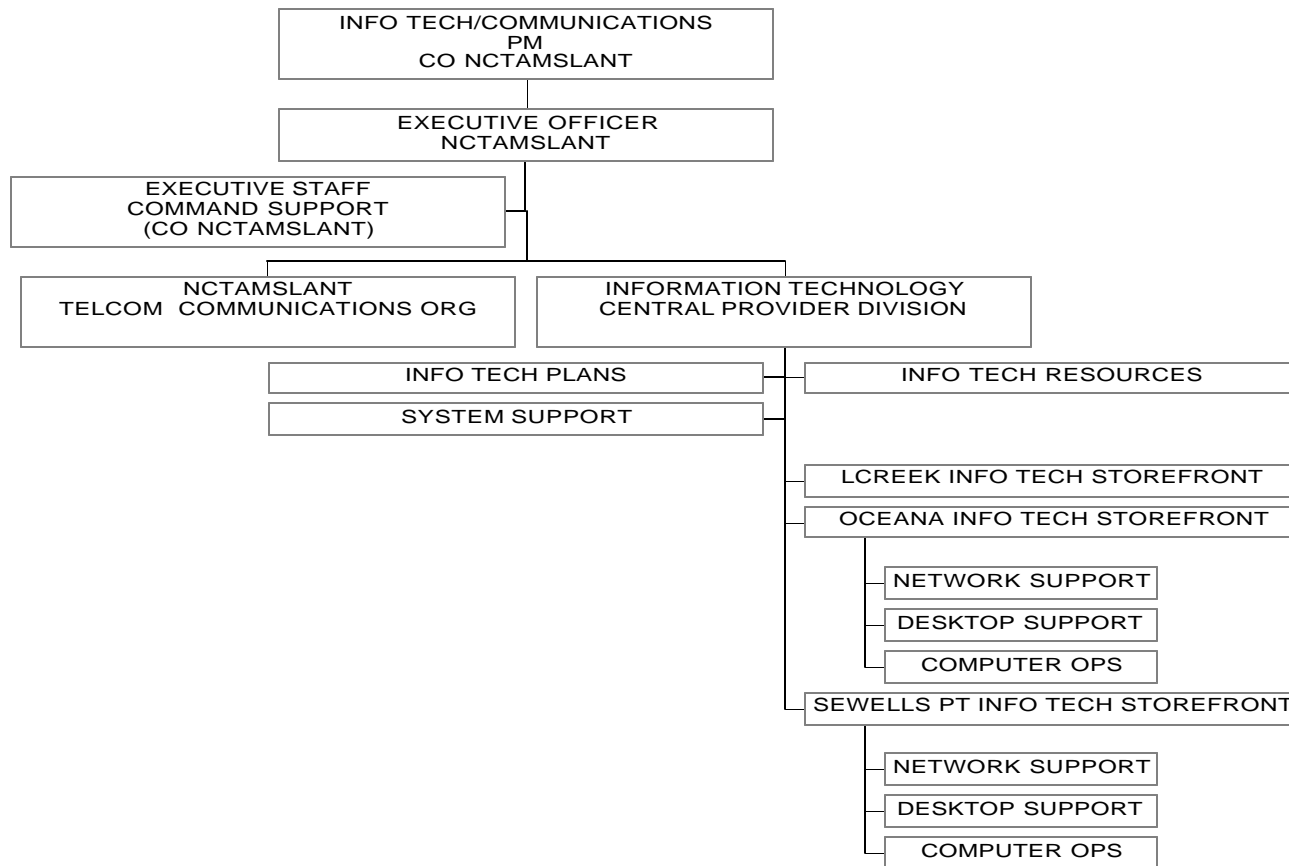 INFO TECH/COMMUNICATIONS
PM
CO NCTAMSLANT
EXECUTIVE OFFICER
NCTAMSLANT
EXECUTIVE STAFF
COMMAND SUPPORT
(CO NCTAMSLANT)
NCTAMSLANT
TELCOM COMMUNICATIONS ORG
INFORMATION TECHNOLOGY
CENTRAL PROVIDER DIVISION
INFO TECH PLANS
INFO TECH RESOURCES
SYSTEM SUPPORT
LCREEK INFO TECH STOREFRONT
OCEANA INFO TECH STOREFRONT
NETWORK SUPPORT
DESKTOP SUPPORT
COMPUTER OPS
SEWELLS PT INFO TECH STOREFRONT
NETWORK SUPPORT
DESKTOP SUPPORT
COMPUTER OPS